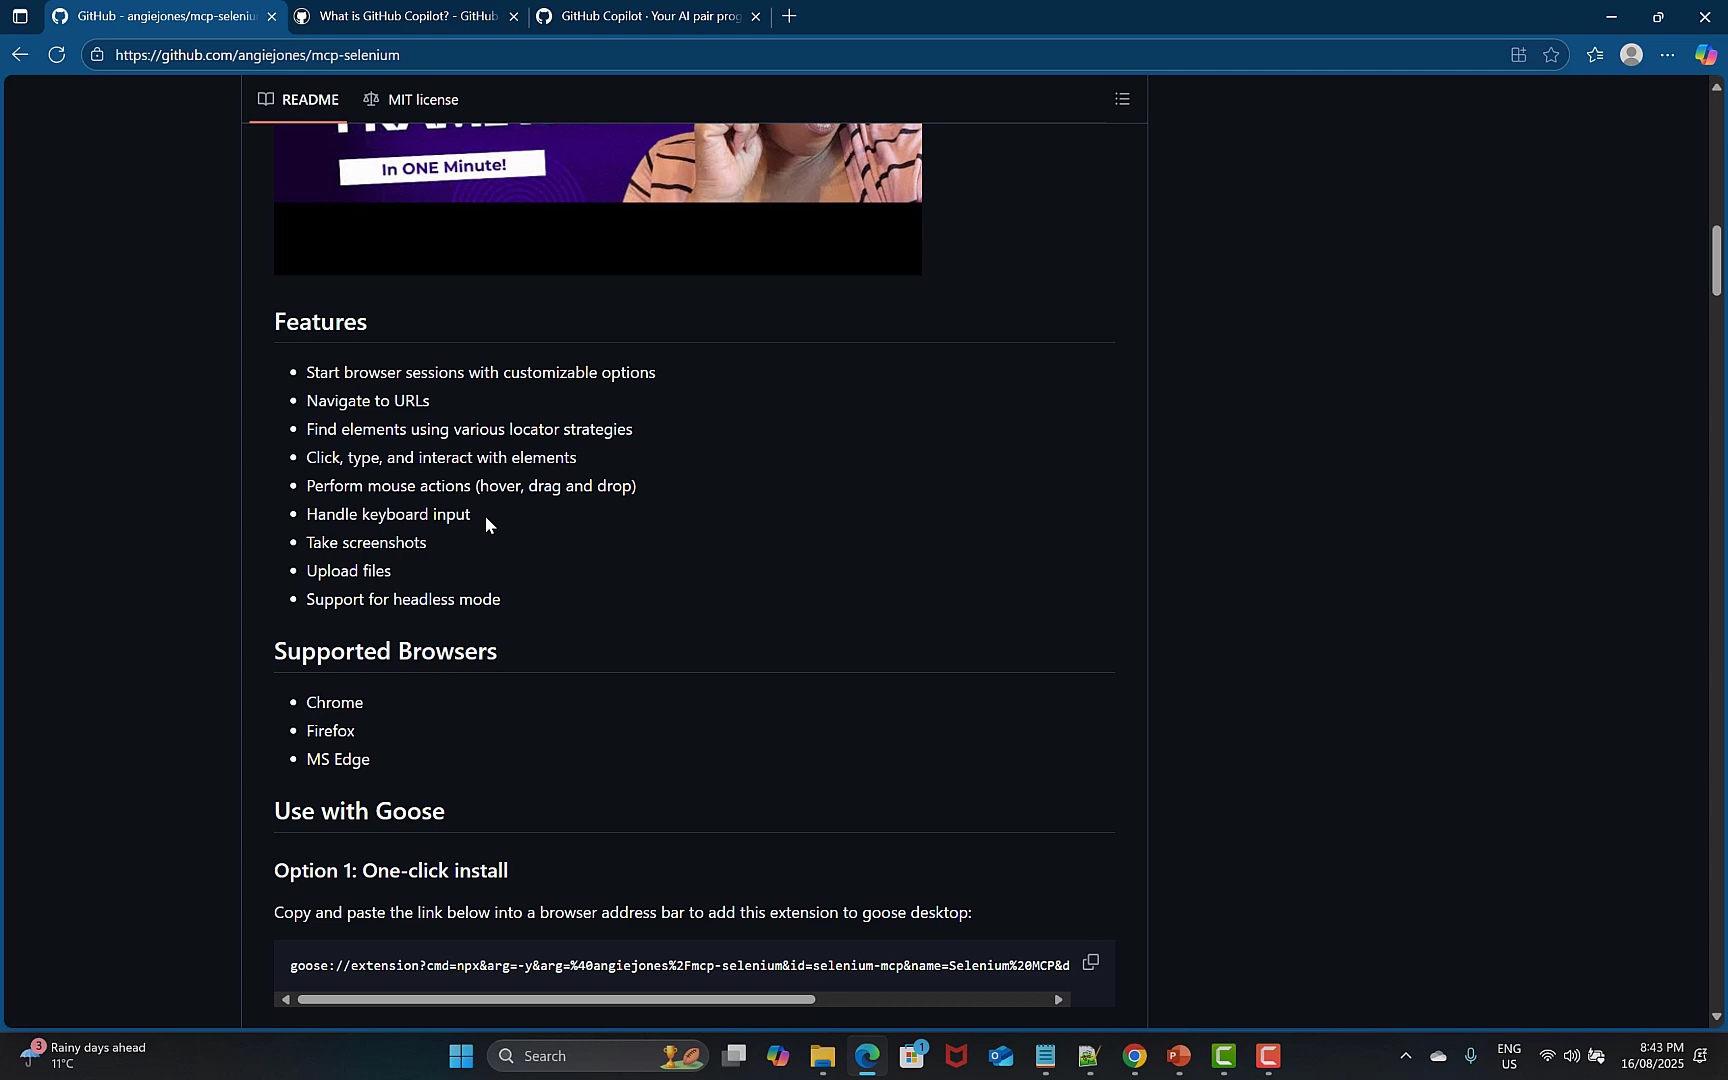 GitHub - angiejones/mcp-seleniu
What is GitHub Copilot? - GitHub
GitHub Copilot · Your AI pair prog
https://github.com/angiejones/mcp-selenium
README
MIT license
In ONE Minute!
Features
Start browser sessions with customizable options
Navigate to URLs
Find elements using various locator strategies
Click, type, and interact with elements
Perform mouse actions (hover, drag and drop)
Handle keyboard input
Take screenshots
Upload files
Support for headless mode
Supported Browsers
Chrome
Firefox
MS Edge
Use with Goose
Option 1: One-click install
Copy and paste the link below into a browser address bar to add this extension to goose desktop:
goose://extension?cmd=npx&arg=-y&arg=%40angiejones%2Fmcp-selenium&id=selenium-mcp&name=Selenium%20MCP&d
3
Rainy days ahead
11°C
Search
1
ENG
US
8:43 PM
16/08/2025